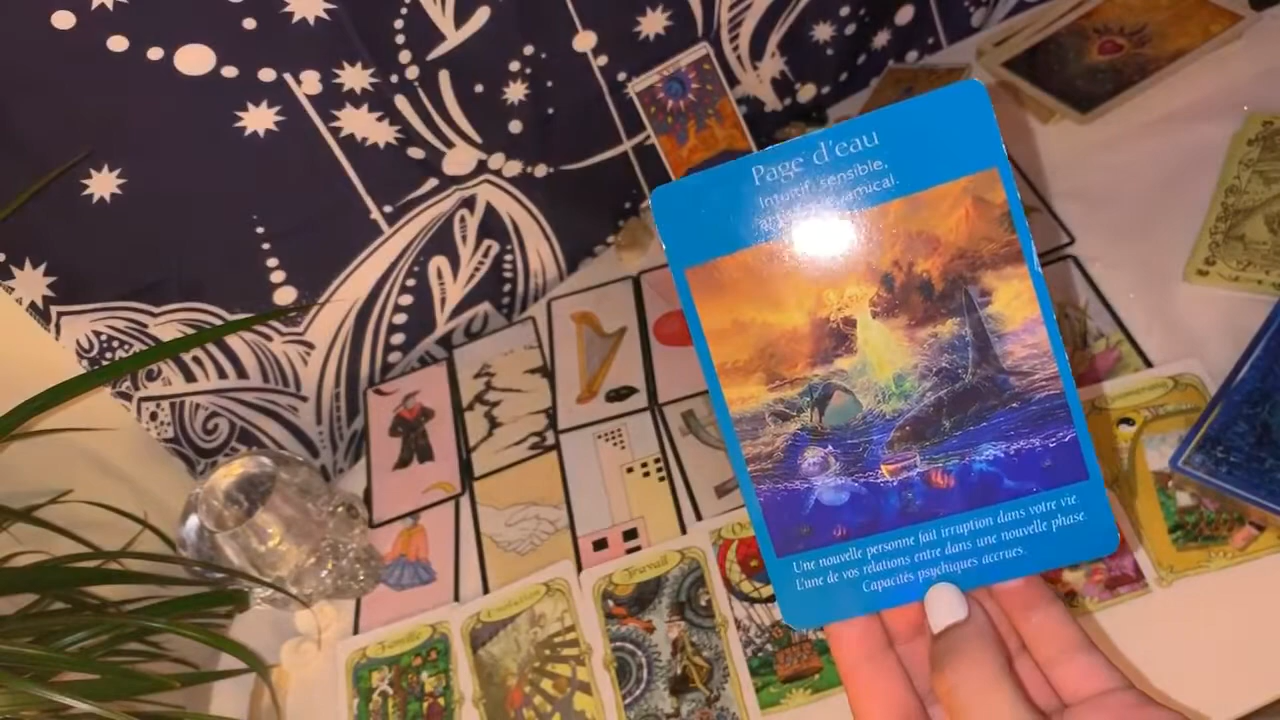 Page d'eau
Intuitif, sensible,
amical.
Une nouvelle personne fait irruption dans votre vie.
L'une de vos relations entre dans une nouvelle phase.
Capacités psychiques accrues.
Famille
Travail